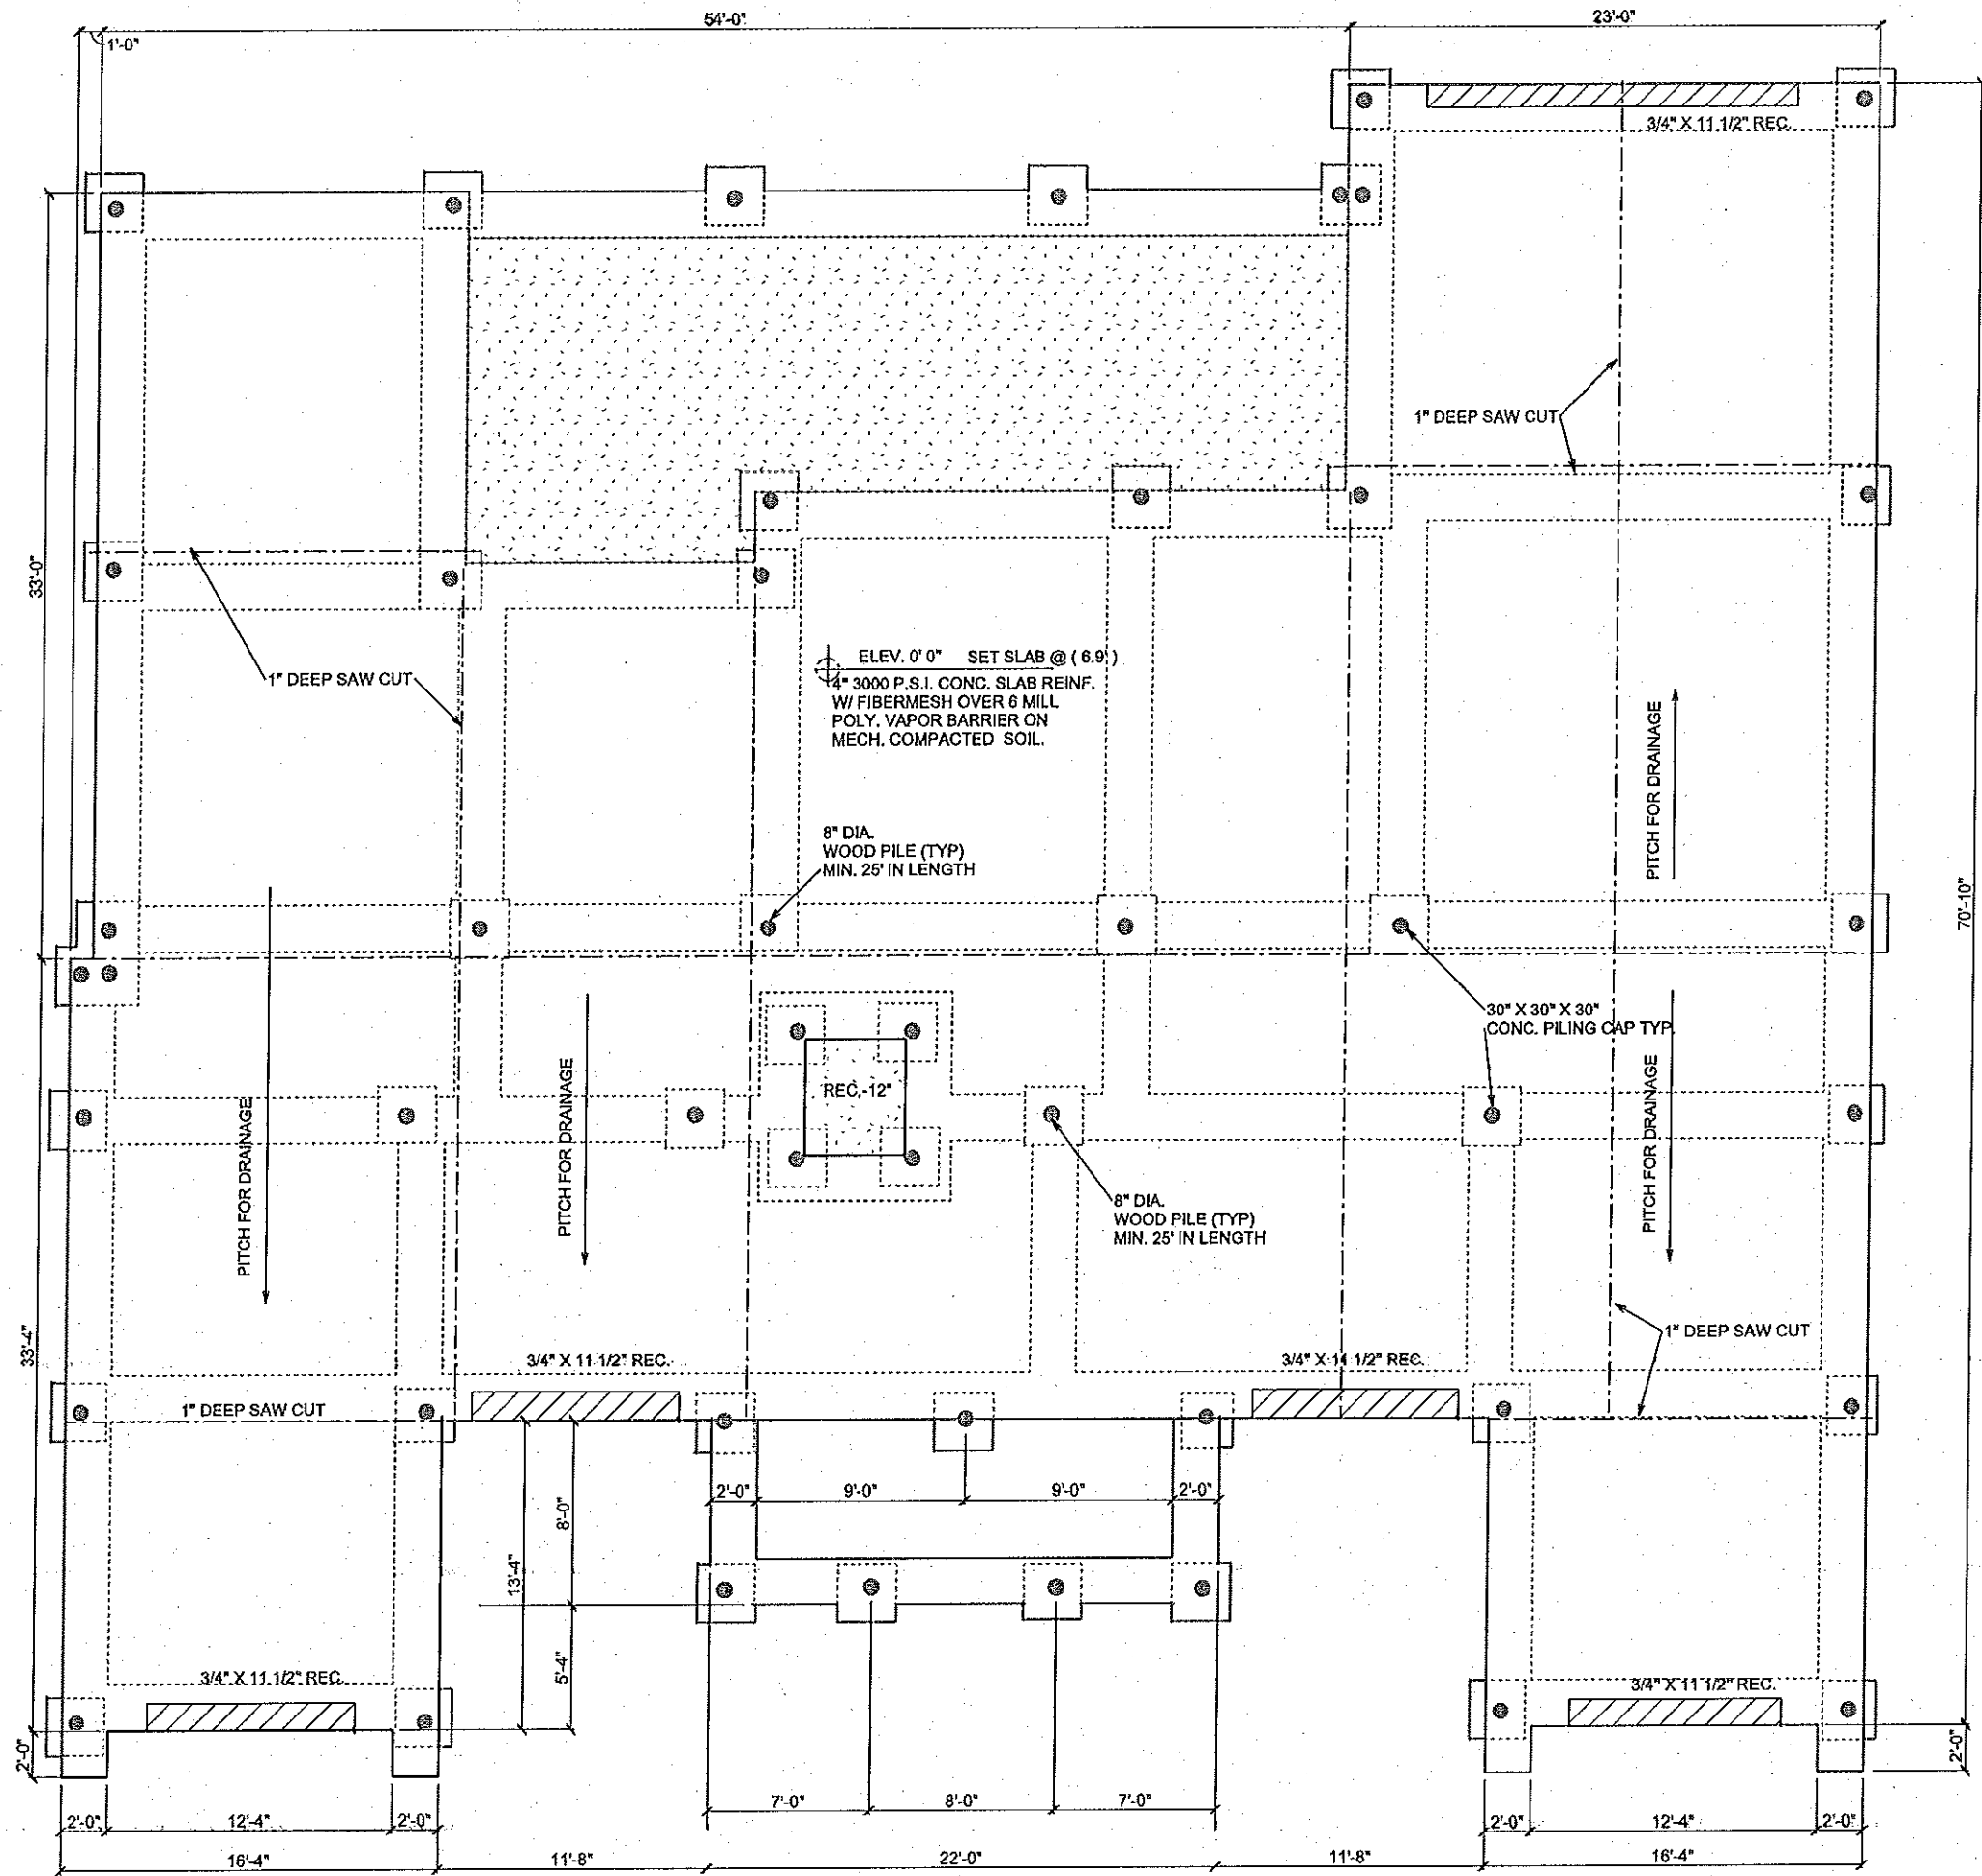 54'-0"
23'-0"
1'-0"
3/4" X 11 1/2" REC.
1" DEEP SAW CUT
33'-0"
ELEV. 0' 0" SET SLAB @ ( 6.9' )
1" DEEP SAW CUT
4" 3000 P.S.I. CONC. SLAB REINF.
W/ FIBERMESH OVER 6 MILL
POLY. VAPOR BARRIER ON
MECH. COMPACTED SOIL.
PITCH FOR DRAINAGE
8" DIA.
WOOD PILE (TYP)
MIN. 25' IN LENGTH
70'-10"
30" X 30" X 30"
CONC. PILING CAP TYP.
REC.-12"
PITCH FOR DRAINAGE
PITCH FOR DRAINAGE
PITCH FOR DRAINAGE
8" DIA.
WOOD PILE (TYP)
MIN. 25' IN LENGTH
33'-4"
1" DEEP SAW CUT
3/4" X 11 1/2" REC.
3/4" X 11 1/2" REC.
1" DEEP SAW CUT
2'-0"
9'-0"
9'-0"
2'-0"
8'-0"
13'-4"
5'-4"
3/4" X 11 1/2" REC.
3/4" X 11 1/2" REC.
2'-0"
2'-0"
7'-0"
8'-0"
7'-0"
2'-0"
12'-4"
2'-0"
2'-0"
12'-4"
2'-0"
16'-4"
11'-8"
22'-0"
11'-8"
16'-4"